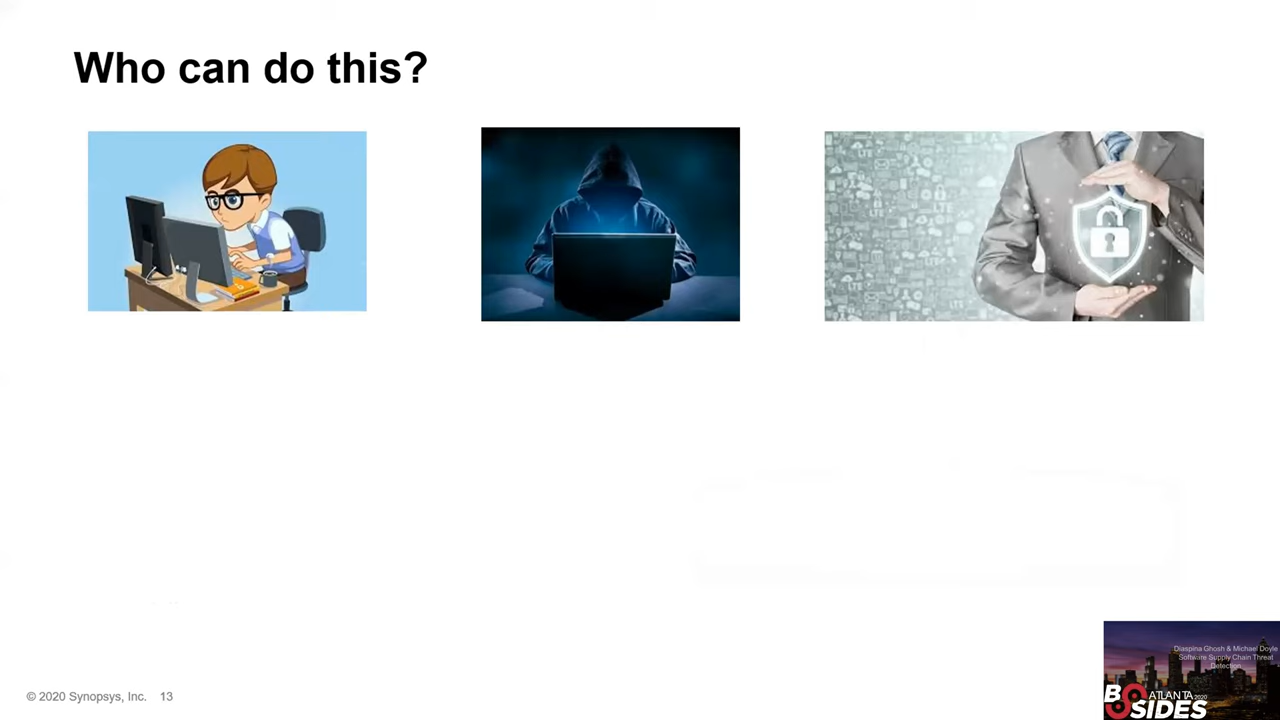 Who can do this?
Diaspina Ghosh & Michael Doyle
Software Supply Chain Threat
Detection
BSIDES
ATLANTA 2020
© 2020 Synopsys, Inc. 13